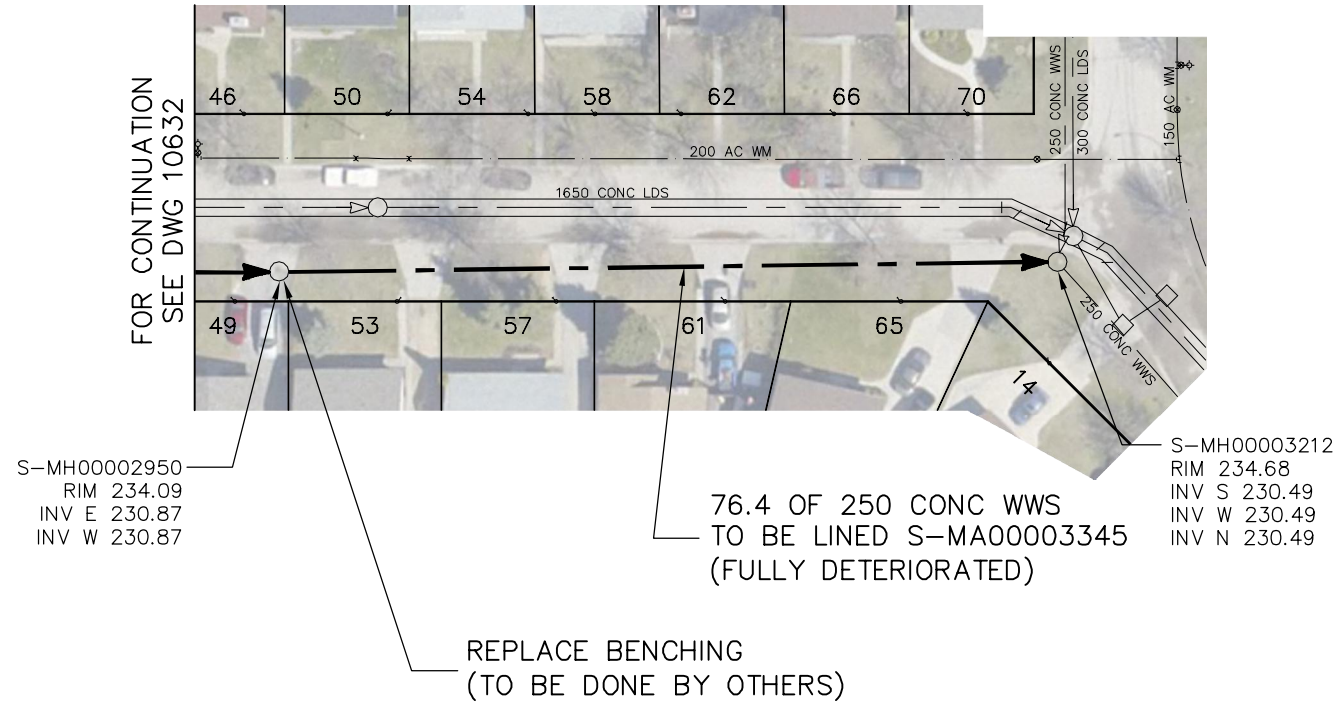 46 50 54 58 62 66 70
250 CONC WWS
300 CONC LDS
150 AC WM
200 AC WM
1650 CONC LDS
FOR CONTINUATION
SEE DWG 10632
49 53 57 61 65
14
250 CONC WWS
S-MH00002950
RIM 234.09
INV E 230.87
INV W 230.87
S-MH00003212
RIM 234.68
INV S 230.49
INV W 230.49
INV N 230.49
76.4 OF 250 CONC WWS
TO BE LINED S-MA00003345
(FULLY DETERIORATED)
REPLACE BENCHING
(TO BE DONE BY OTHERS)